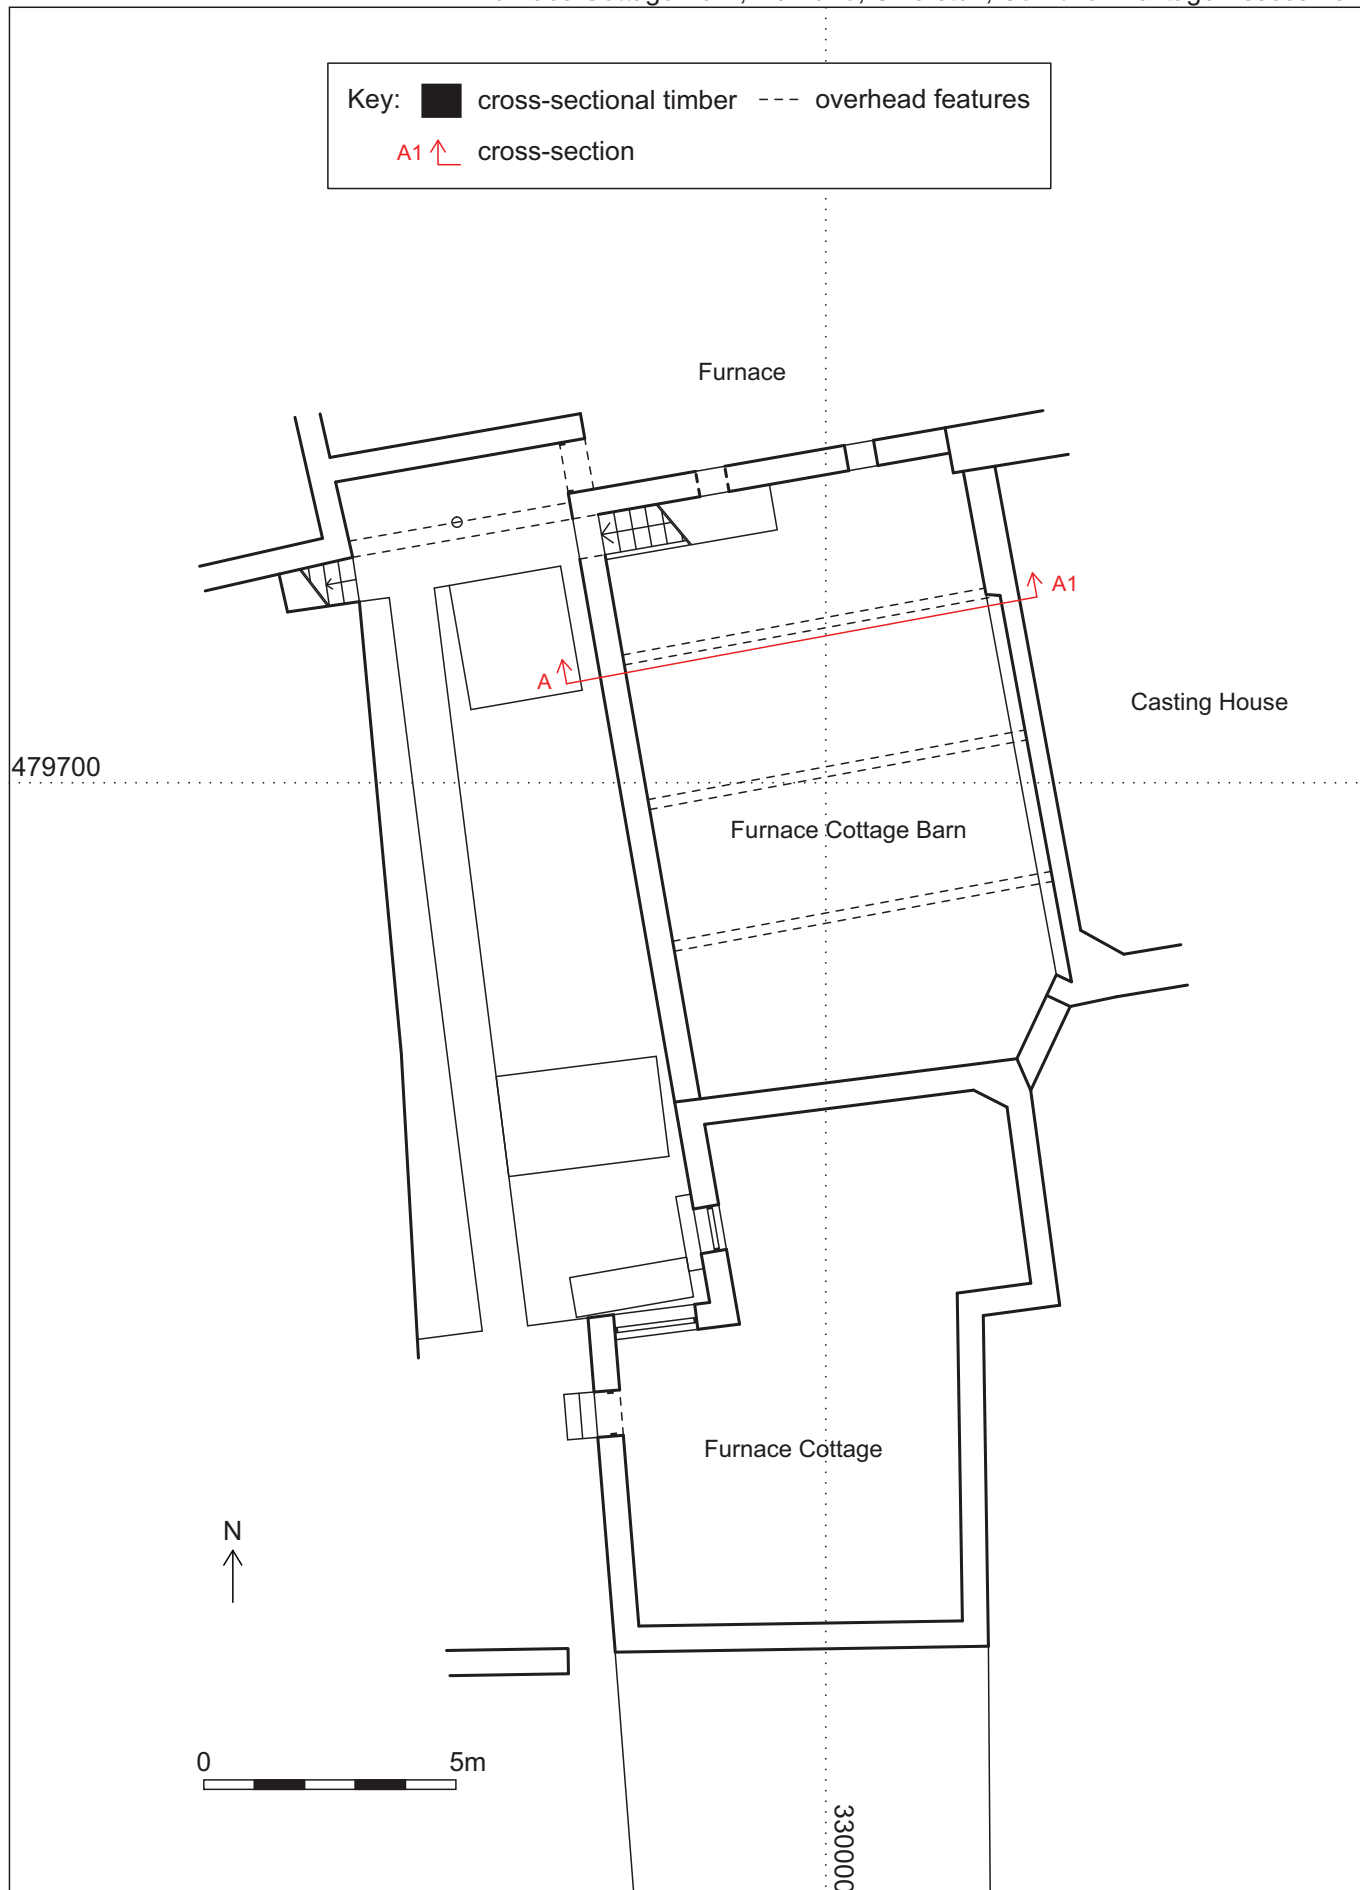 Key: cross-sectional timber --- overhead features
A1 cross-section
Furnace
A1
A
Casting House
479700
Furnace Cottage Barn
Furnace Cottage
N
0 5m
330000